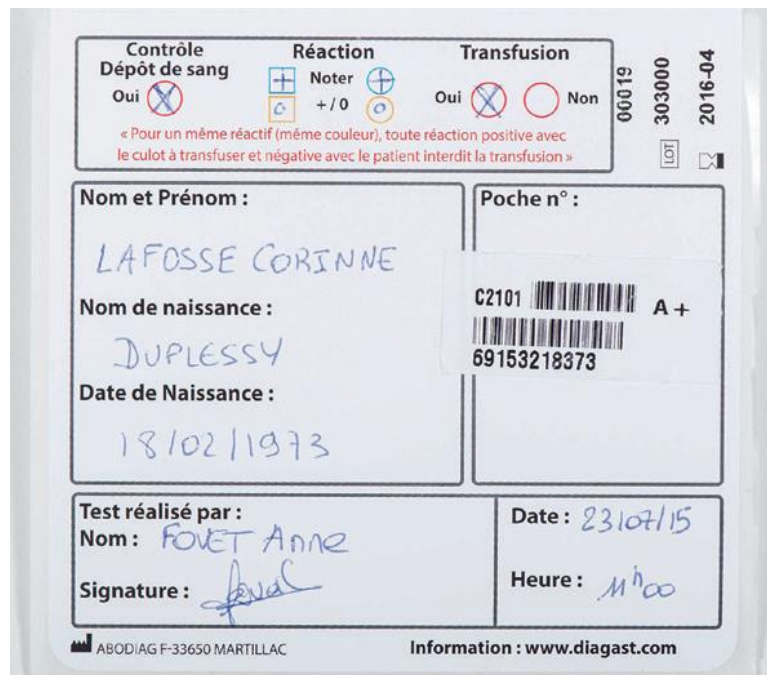 Contrôle Dépôt de sang
Oui X
Réaction
+ Noter +
o +/0 o
Transfusion
Oui X Non
« Pour un même réactif (même couleur), toute réaction positive avec
le culot à transfuser et négative avec le patient interdit la transfusion »
00019
LOT 303000
2016-04
Nom et Prénom :
LAFOSSE CORINNE
Nom de naissance :
DUPLESSY
Date de Naissance :
18/02/1973
Poche n° :
C2101 A +
69153218373
Test réalisé par :
Nom : FOVET Anne
Signature :
Date : 23/07/15
Heure : 11h00
ABODIAG F-33650 MARTILLAC
Information : www.diagast.com